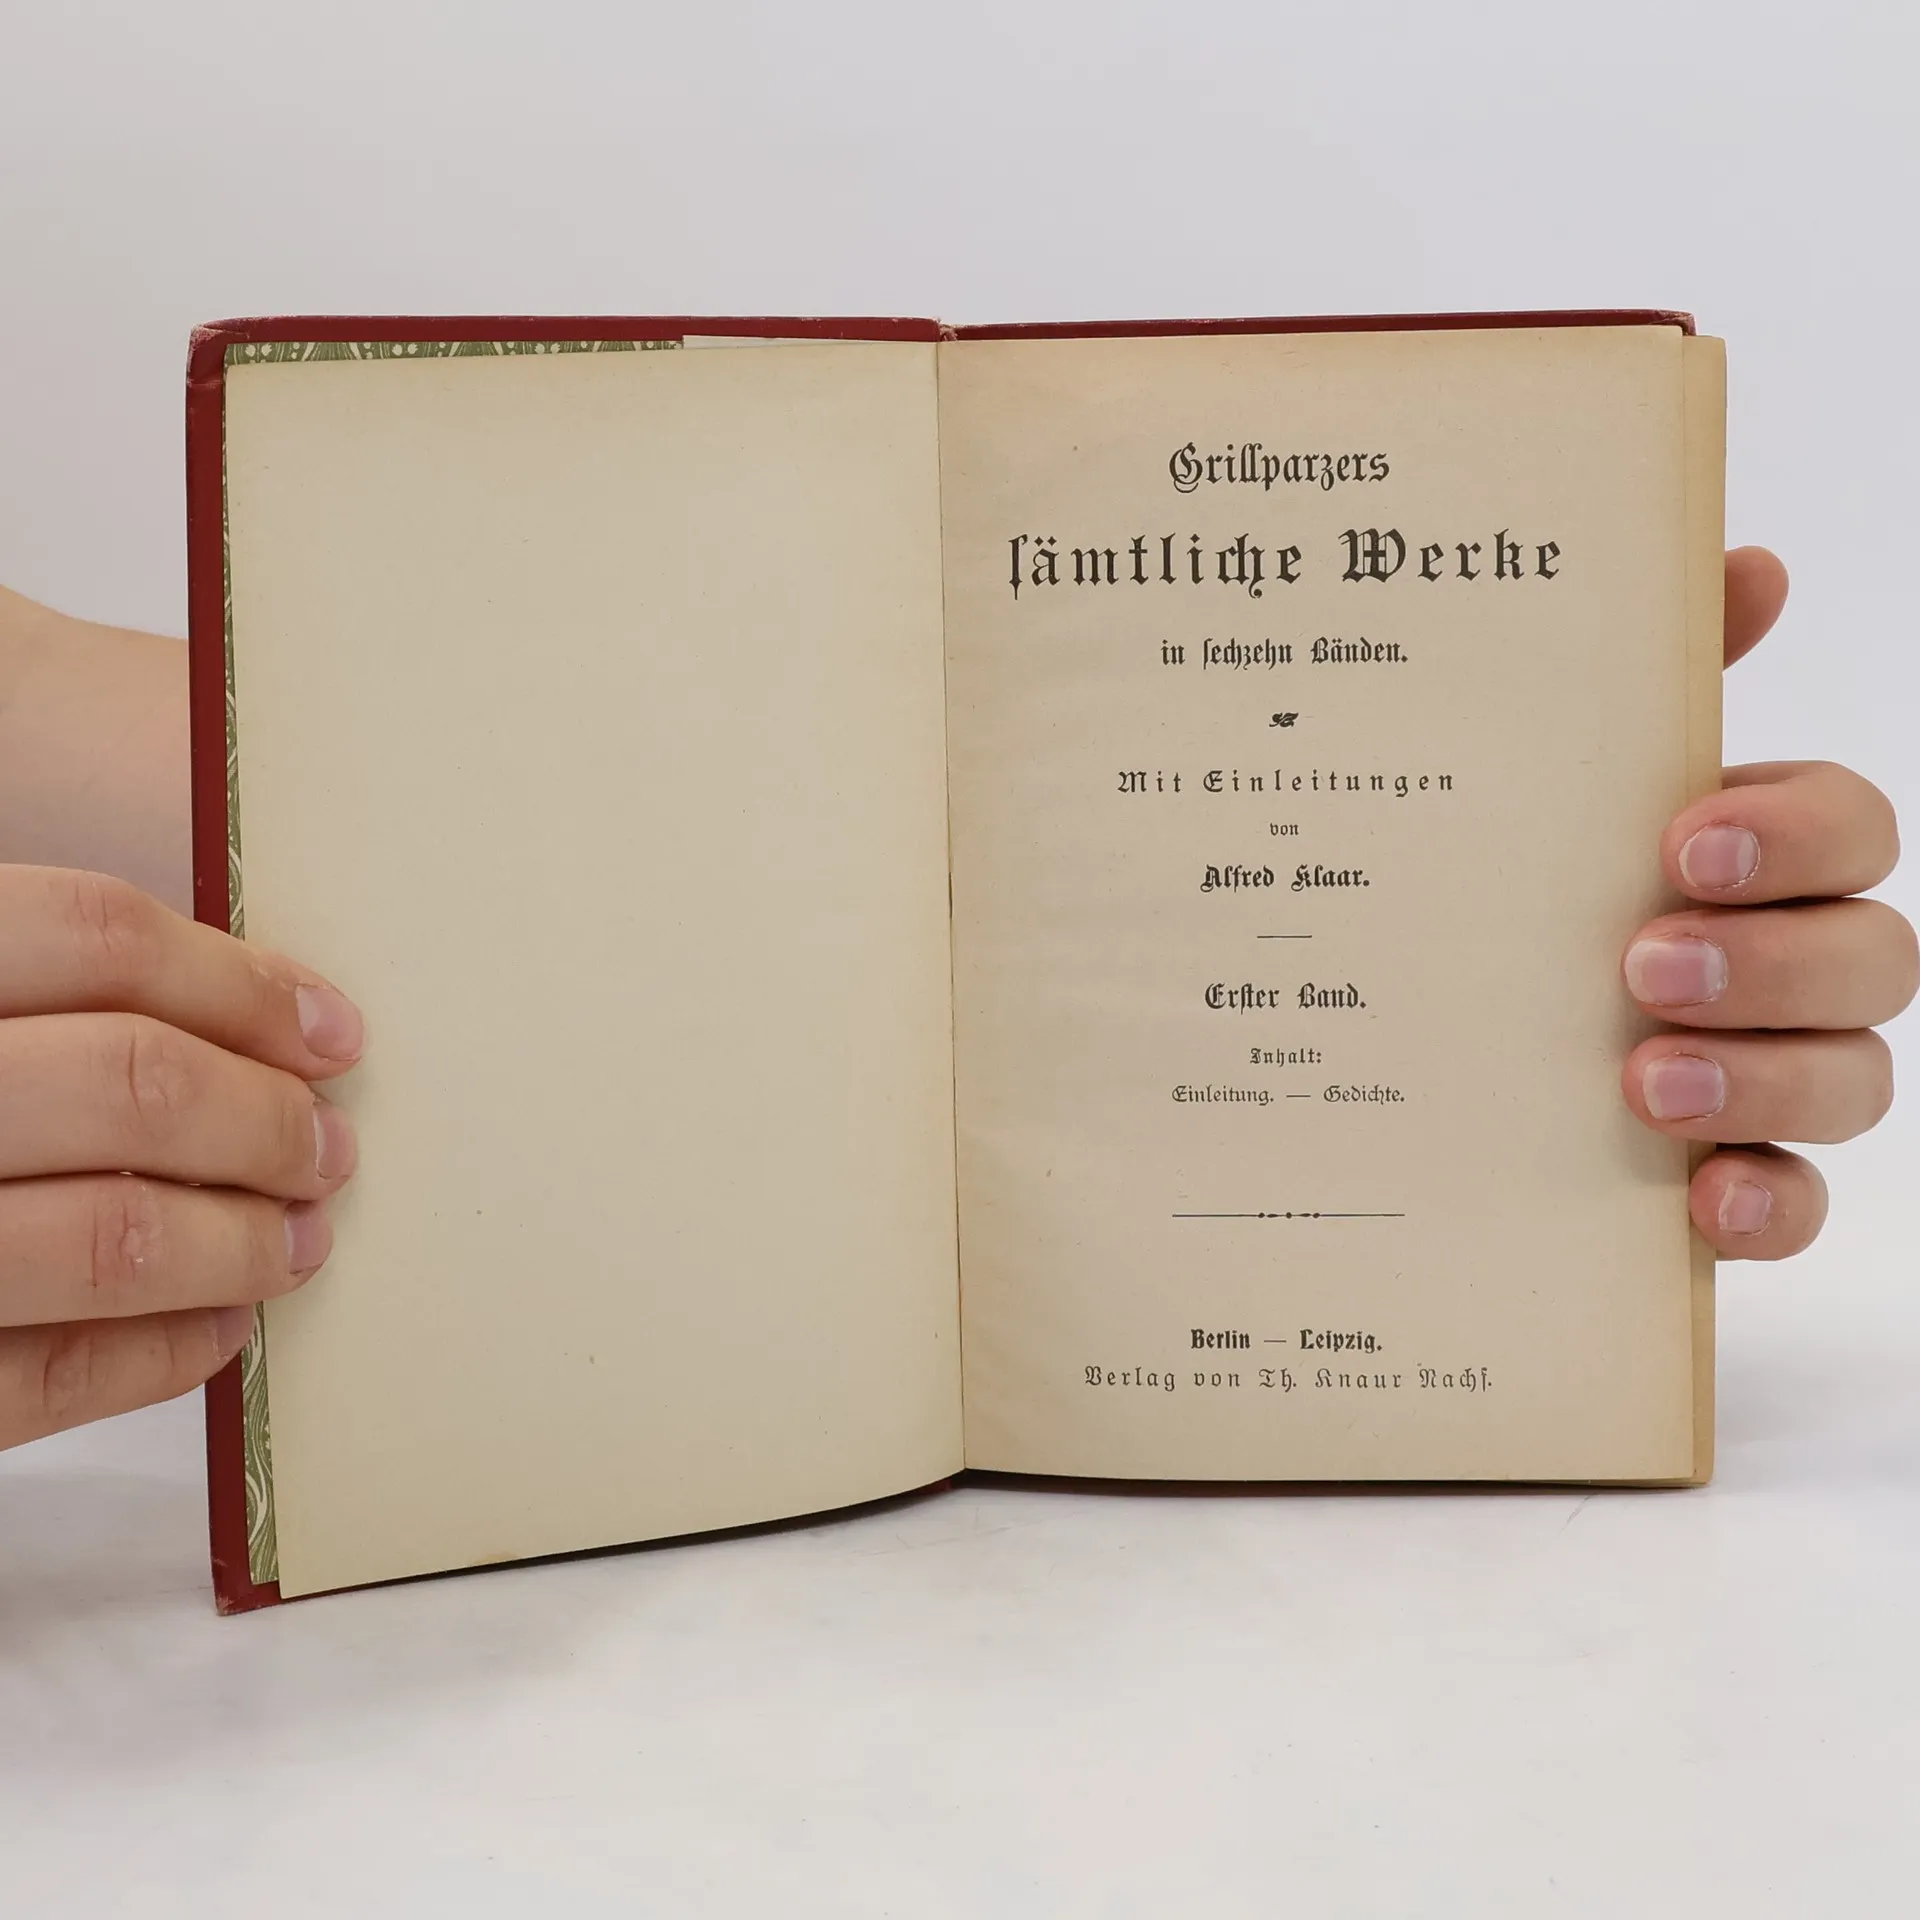 Grillparzers
ſämtliche Werke
in ſechzehn Bänden.
Mit Einleitungen
von
Alfred Klaar.
Erſter Band.
Inhalt:
Einleitung. — Gedichte.
Berlin — Leipzig.
Verlag von Th. Knaur Nachf.